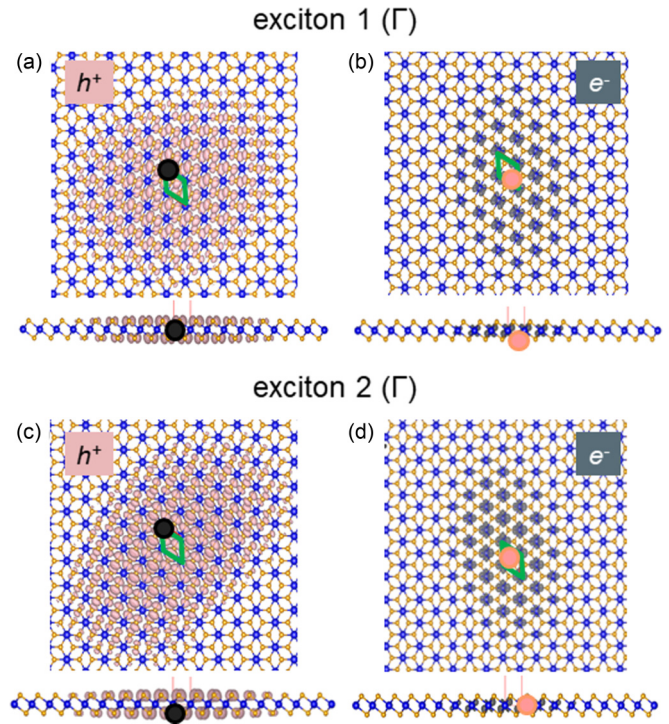 exciton 1 (Γ)
(a)
h⁺
(b)
e⁻
exciton 2 (Γ)
(c)
h⁺
(d)
e⁻